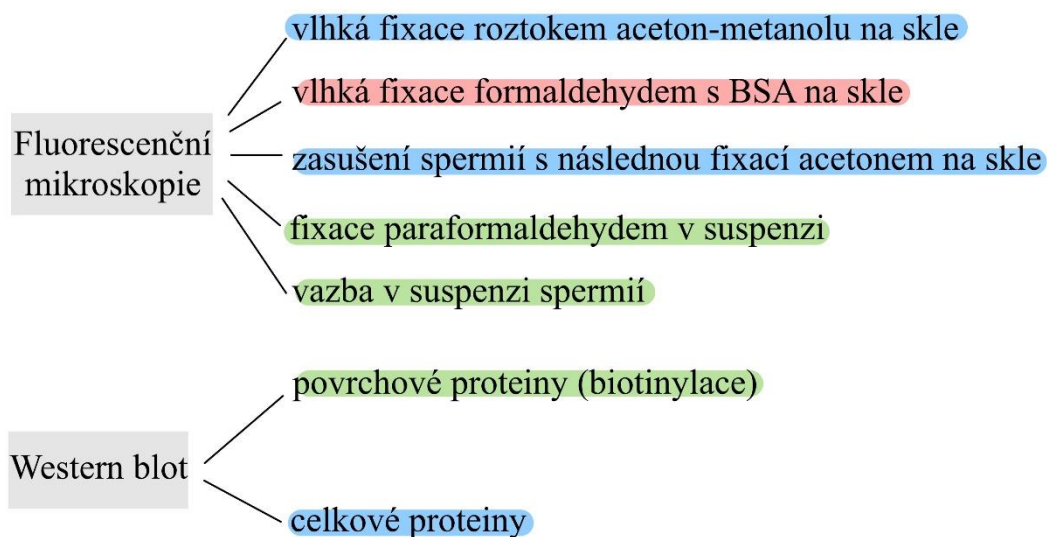 vlhká fixace roztokem aceton-metanolu na skle
vlhká fixace formaldehydem s BSA na skle
Fluorescenční
mikroskopie
zasušení spermií s následnou fixací acetonem na skle
fixace paraformaldehydem v suspenzi
vazba v suspenzi spermií
povrchové proteiny (biotinylace)
Western blot
celkové proteiny